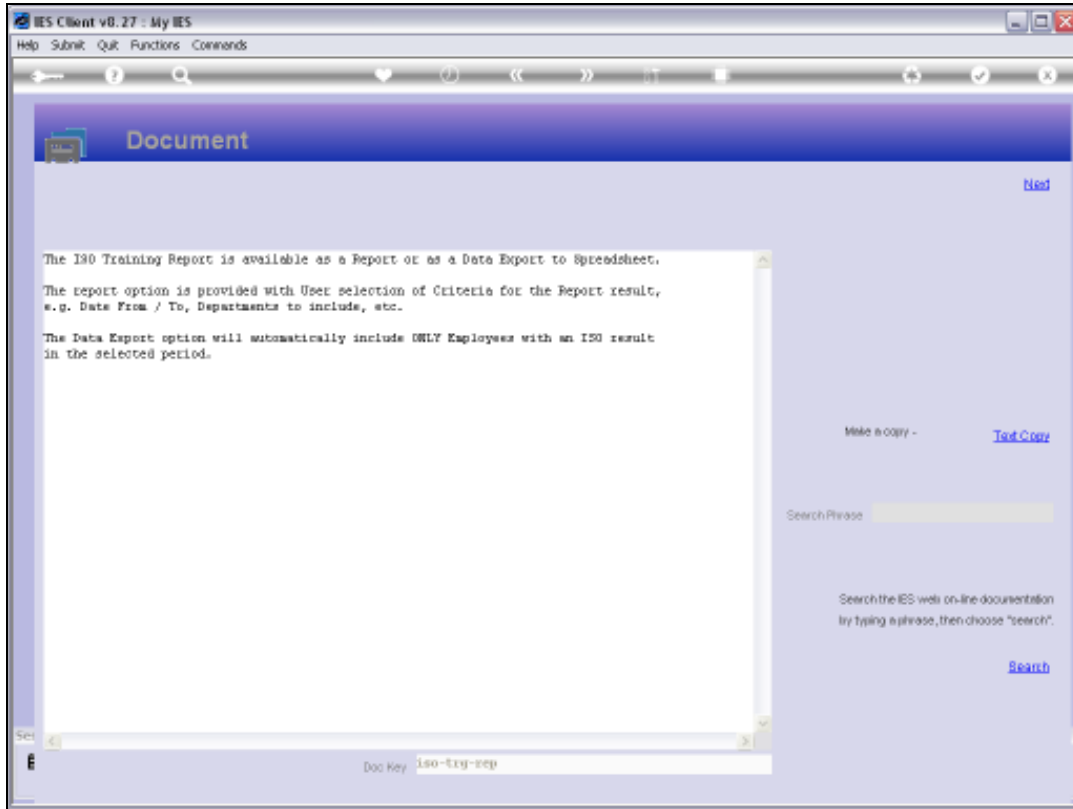 IES Client v8.27 : My IES
Help Submit Quit Functions Commands
Document
Next
The ISO Training Report is available as a Report or as a Data Export to Spreadsheet.
The report option is provided with User selection of Criteria for the Report result,
e.g. Date From / To, Departments to include, etc.
The Data Export option will automatically include ONLY Employees with an ISO result
in the selected period.
Make a copy -
Text Copy
Search Phrase
Search the IES web on-line documentation
by typing a phrase, then choose "search".
Search
Doc Key iso-trg-rep